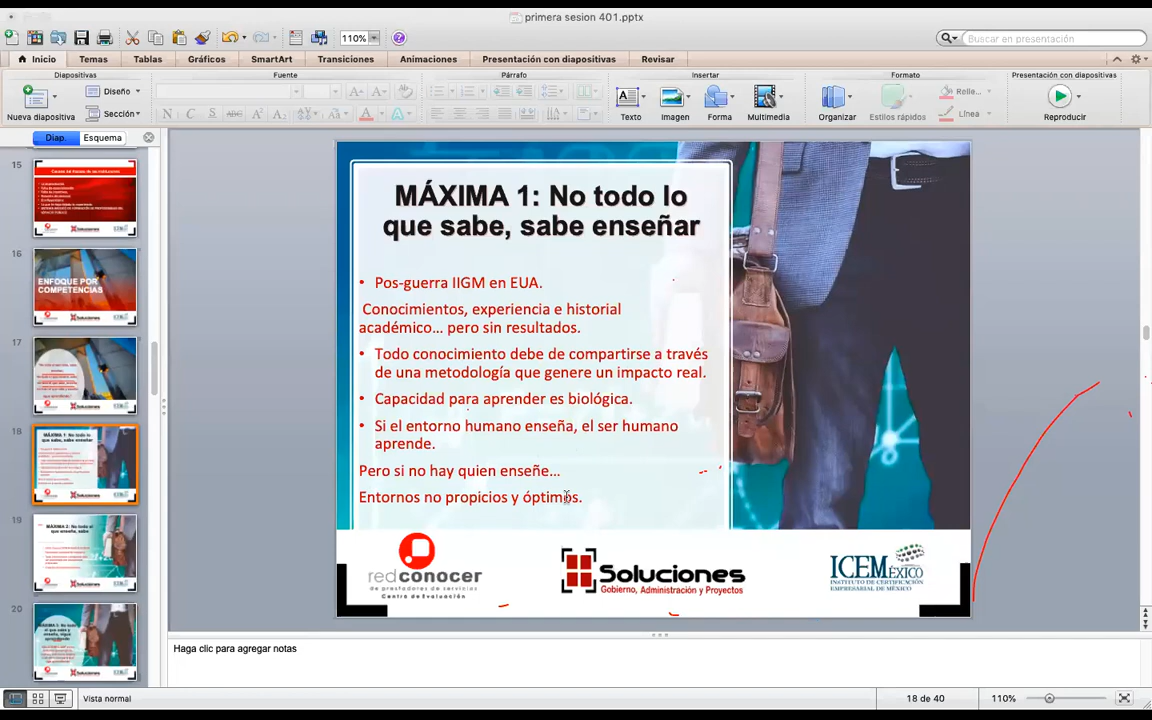 primera sesion 401.pptx
110%
Buscar en presentación
Inicio
Temas
Tablas
Gráficos
SmartArt
Transiciones
Animaciones
Presentación con diapositivas
Revisar
Diapositivas
Fuente
Párrafo
Insertar
Formato
Presentación con diapositivas
Nueva diapositiva
Diseño
Sección
N C S ABC A A
Texto
Imagen
Forma
Multimedia
Organizar
Estilos rápidos
Relle...
Línea
Reproducir
Diap.
Esquema
15
16
ENFOQUE POR
COMPETENCIAS
17
18
MÁXIMA 1: No todo lo
que sabe, sabe enseñar
19
MÁXIMA 2: No todo el
que enseña, sabe
20
MÁXIMA 1: No todo lo
que sabe, sabe enseñar
• Pos-guerra IIGM en EUA.
Conocimientos, experiencia e historial
académico... pero sin resultados.
• Todo conocimiento debe de compartirse a través
de una metodología que genere un impacto real.
• Capacidad para aprender es biológica.
• Si el entorno humano enseña, el ser humano
aprende.
Pero si no hay quien enseñe...
Entornos no propicios y óptimos.
redconocer
de prestadores de servicios
Centro de Evaluación
Soluciones
Gobierno, Administración y Proyectos
ICEMÉXICO
INSTITUTO DE CERTIFICACIÓN
EMPRESARIAL DE MÉXICO
Haga clic para agregar notas
Vista normal
18 de 40
110%